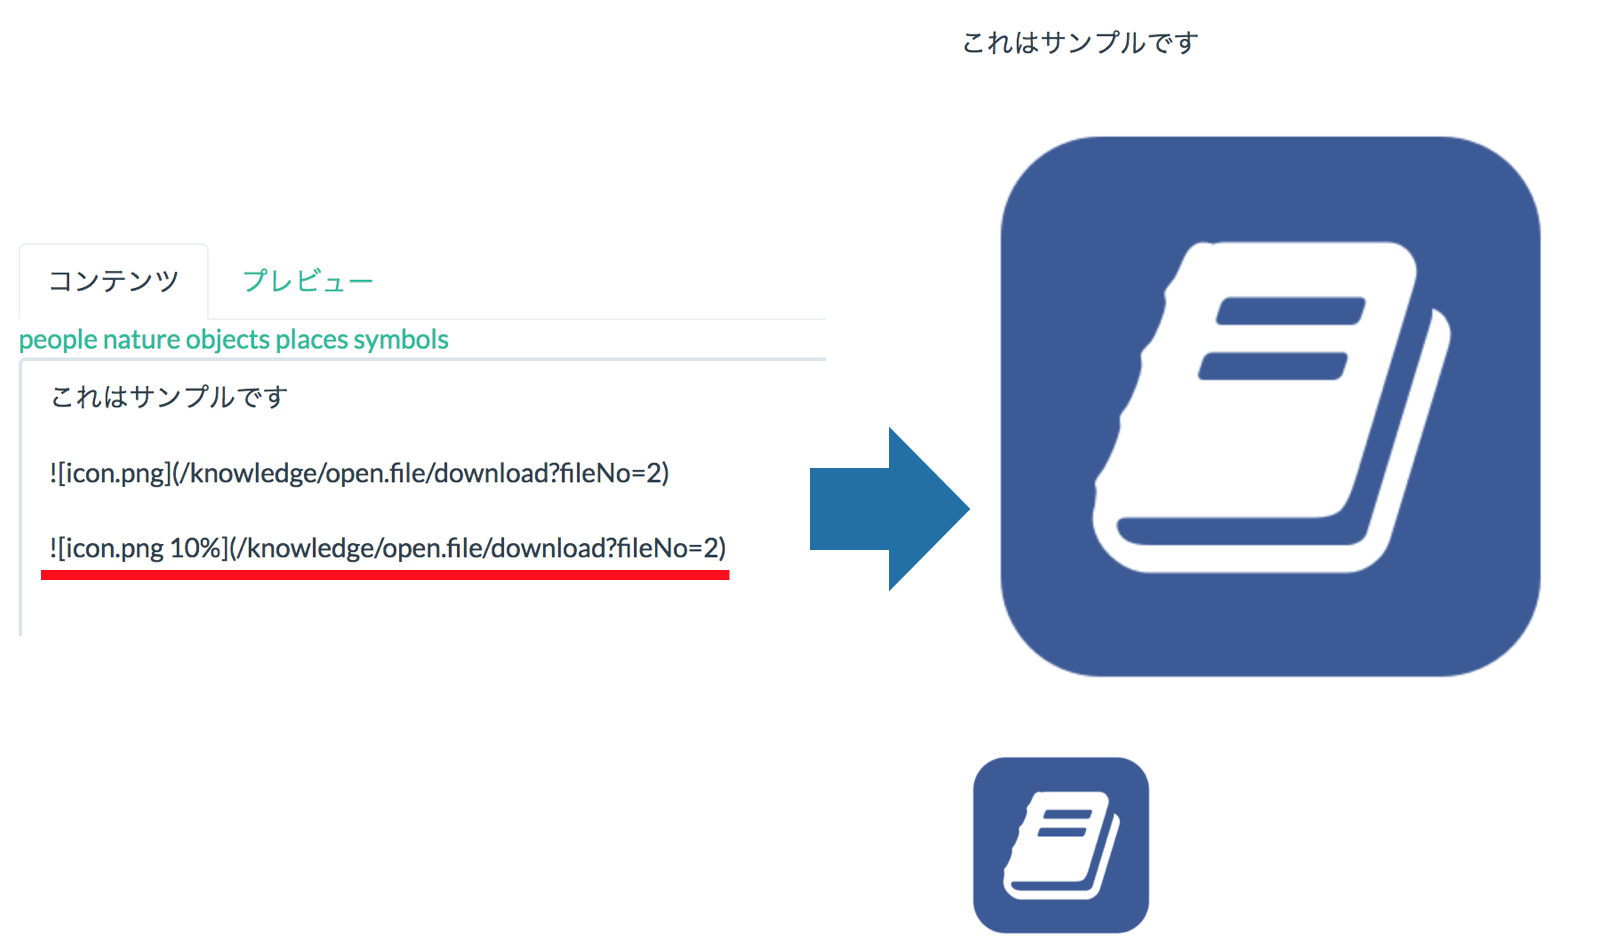 コンテンツ プレビュー
people nature objects places symbols
これはサンプルです
![icon.png](/knowledge/open.file/download?fileNo=2)
![icon.png 10%](/knowledge/open.file/download?fileNo=2)
これはサンプルです